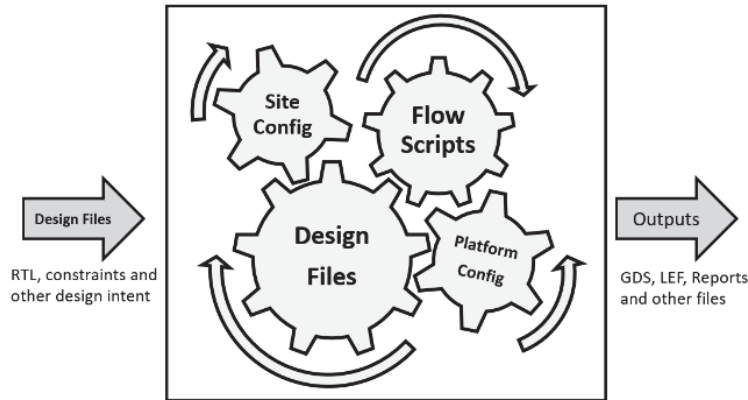 Design Files
RTL, constraints and
other design intent
Site
Config
Flow
Scripts
Design
Files
Platform
Config
Outputs
GDS, LEF, Reports
and other files